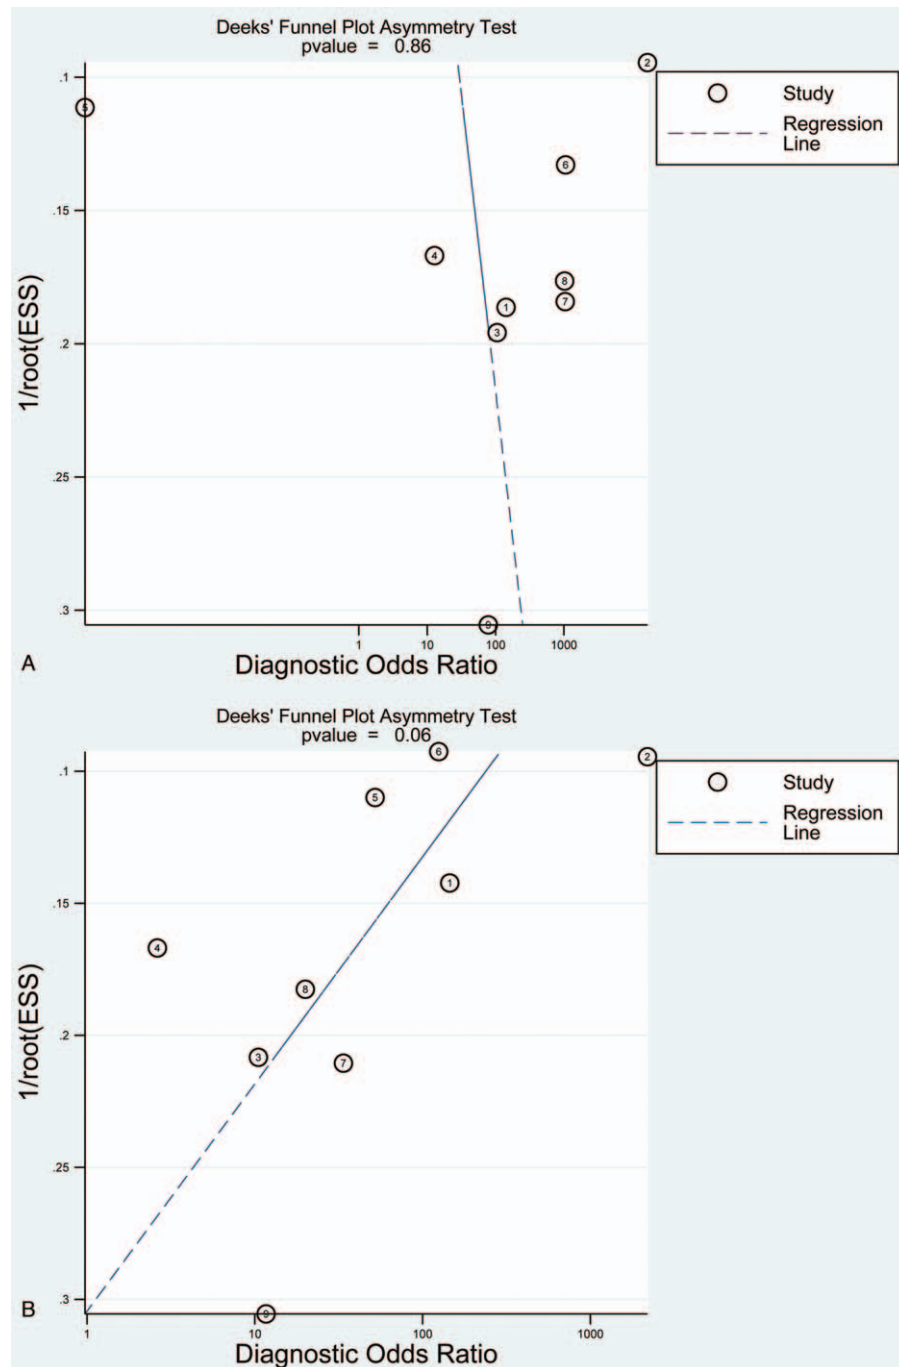 Deeks' Funnel Plot Asymmetry Test
pvalue = 0.86
2
.1
5
Study
Regression
Line
6
.15
4
8
1
7
3
1/root(ESS)
.2
.25
.3
9
1
10
100
1000
A
Diagnostic Odds Ratio
Deeks' Funnel Plot Asymmetry Test
pvalue = 0.06
6
2
.1
5
Study
Regression
Line
1
.15
4
8
1/root(ESS)
.2
3
7
.25
.3
9
B
1
10
100
1000
Diagnostic Odds Ratio